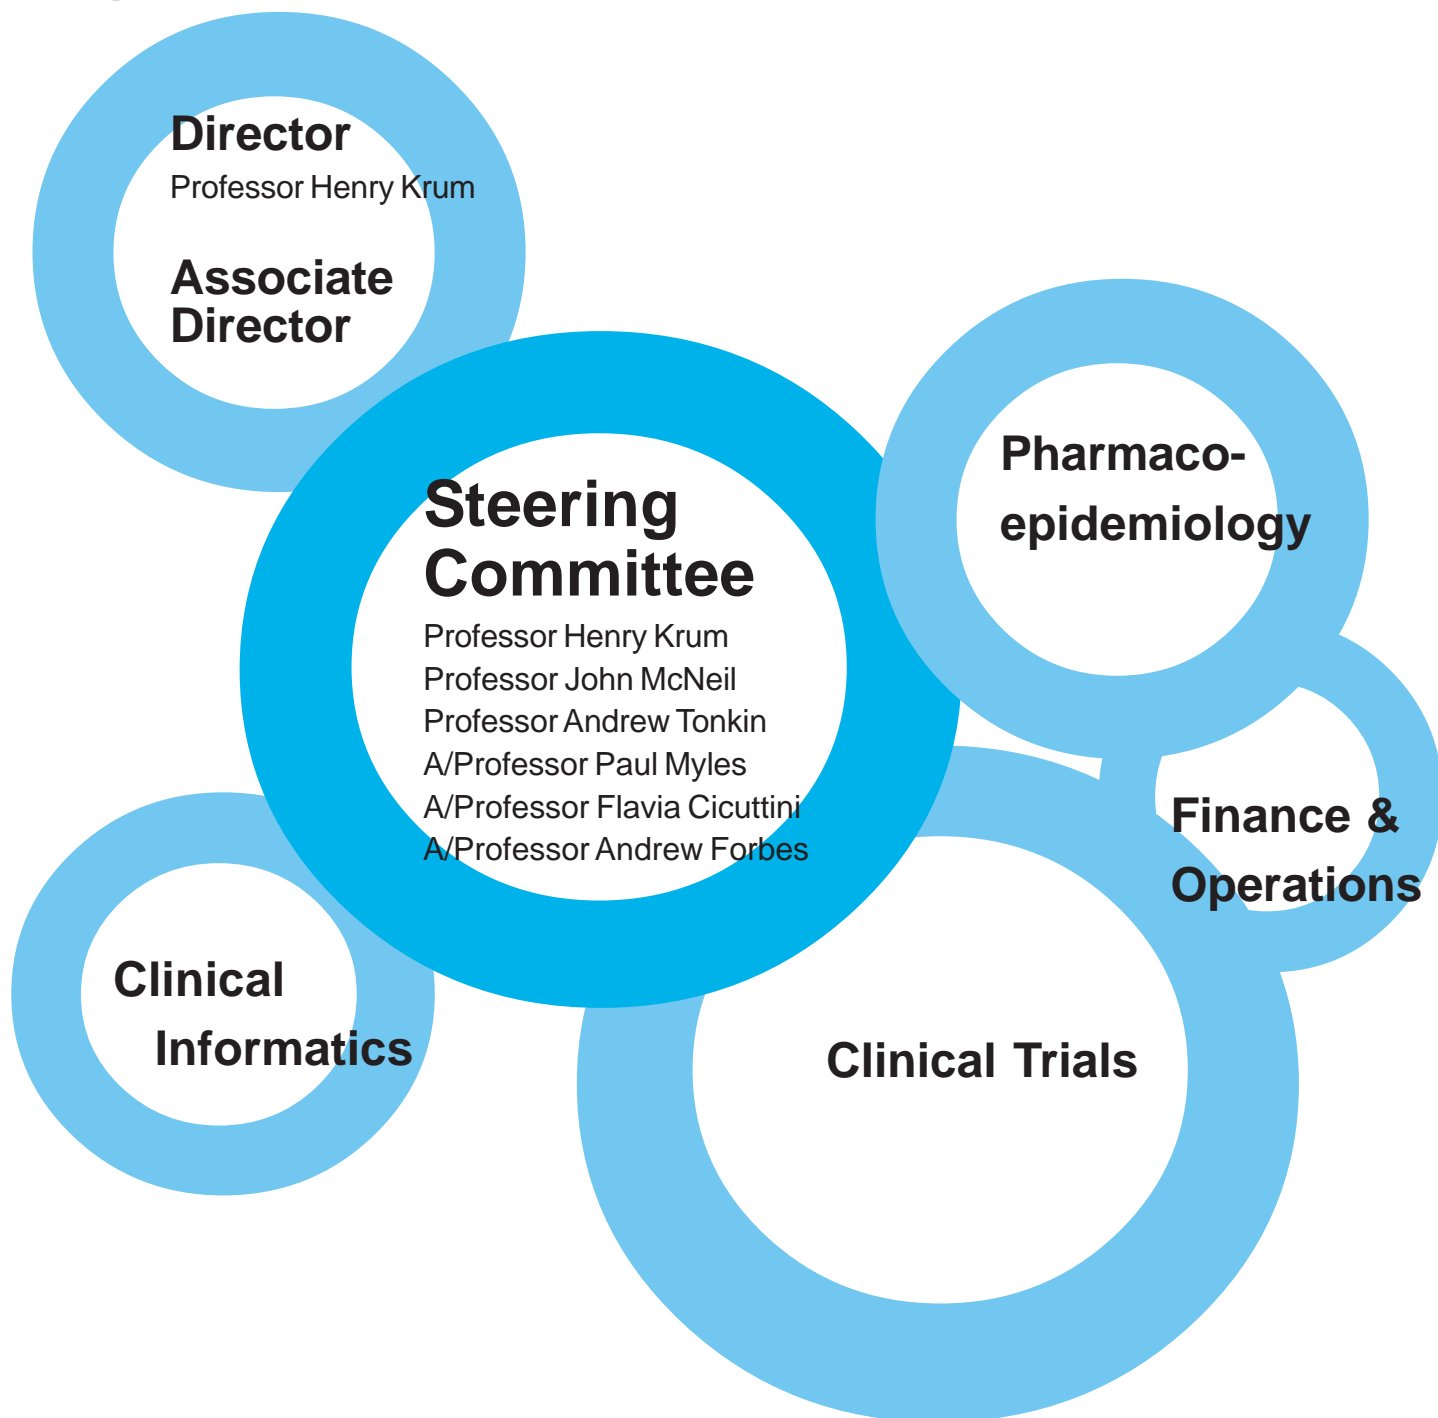 Director
Professor Henry Krum
Associate
Director
Steering
Committee
Professor Henry Krum
Professor John McNeil
Professor Andrew Tonkin
A/Professor Paul Myles
A/Professor Flavia Cicuttini
A/Professor Andrew Forbes
Pharmaco-
epidemiology
Finance &
Operations
Clinical
Informatics
Clinical Trials